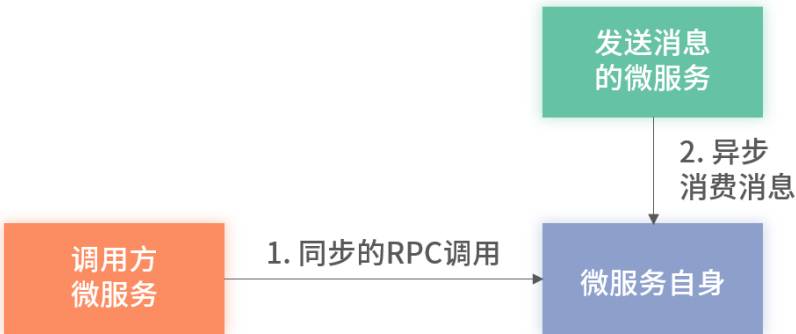 发送消息
的微服务
2. 异步
消费消息
调用方
微服务
1. 同步的RPC调用
微服务自身